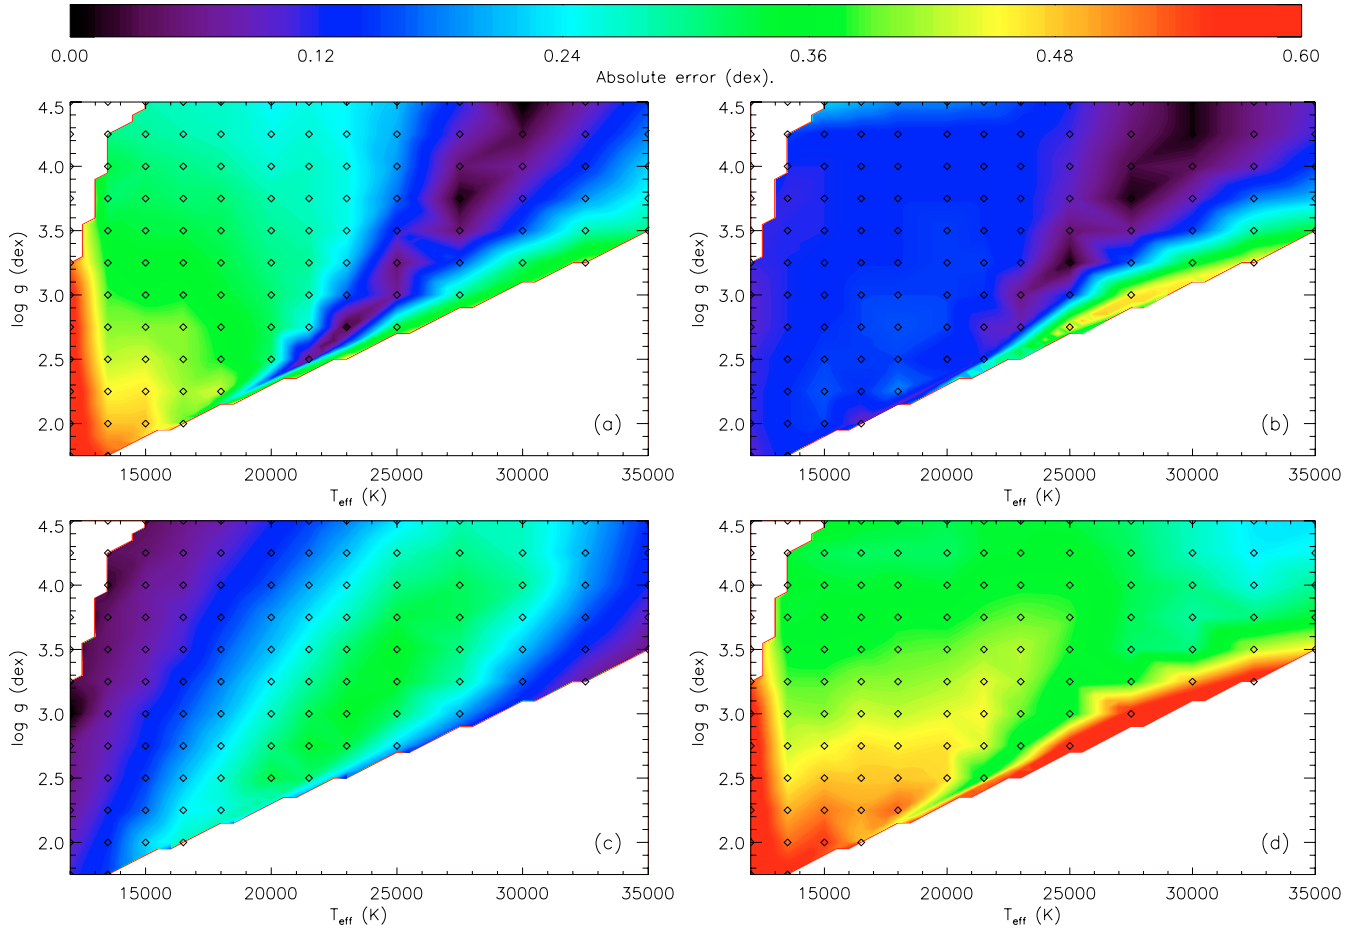 0.00 0.12 0.24 0.36 0.48 0.60
Absolute error (dex).
4.5
4.0
3.5
3.0
2.5
2.0
log g (dex)
(a)
15000 20000 25000 30000 35000
Teff (K)
4.5
4.0
3.5
3.0
2.5
2.0
log g (dex)
(b)
15000 20000 25000 30000 35000
Teff (K)
4.5
4.0
3.5
3.0
2.5
2.0
log g (dex)
(c)
15000 20000 25000 30000 35000
Teff (K)
4.5
4.0
3.5
3.0
2.5
2.0
log g (dex)
(d)
15000 20000 25000 30000 35000
Teff (K)